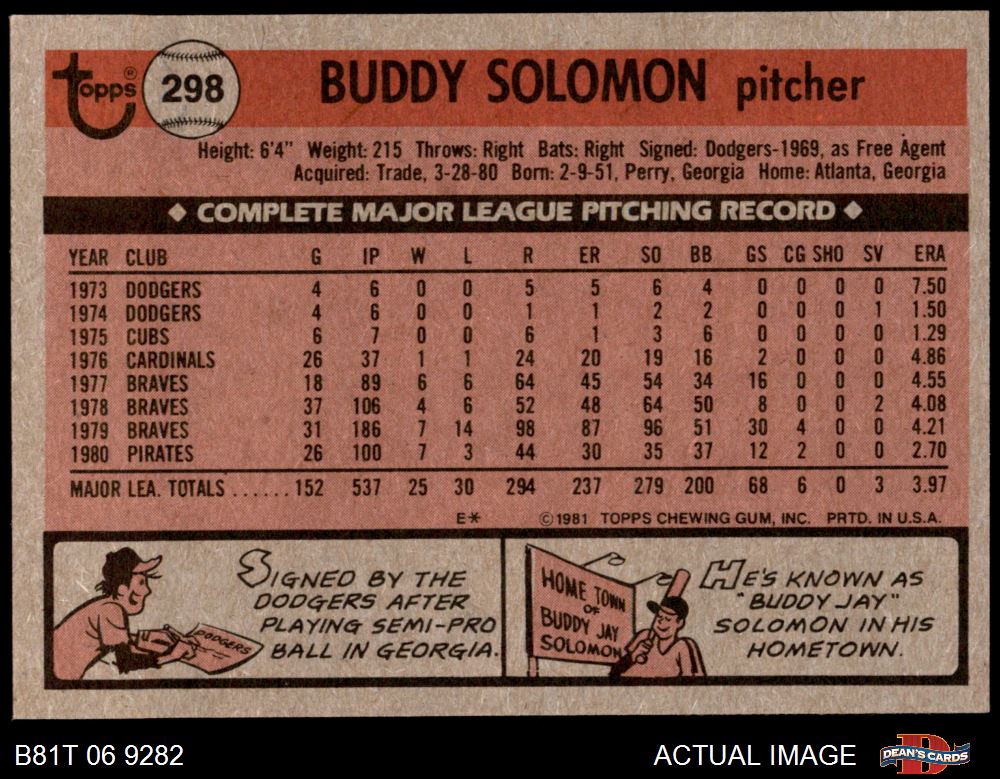 Topps® 298 BUDDY SOLOMON pitcher
Height: 6'4" Weight: 215 Throws: Right Bats: Right Signed: Dodgers-1969, as Free Agent
Acquired: Trade, 3-28-80 Born: 2-9-51, Perry, Georgia Home: Atlanta, Georgia
◆ COMPLETE MAJOR LEAGUE PITCHING RECORD ◆
YEAR CLUB G IP W L R ER SO BB GS CG SHO SV ERA
1973 DODGERS 4 6 0 0 5 5 6 4 0 0 0 0 7.50
1974 DODGERS 4 6 0 0 1 1 2 2 0 0 0 1 1.50
1975 CUBS 6 7 0 0 6 1 3 6 0 0 0 0 1.29
1976 CARDINALS 26 37 1 1 24 20 19 16 2 0 0 0 4.86
1977 BRAVES 18 89 6 6 64 45 54 34 16 0 0 0 4.55
1978 BRAVES 37 106 4 6 52 48 64 50 8 0 0 2 4.08
1979 BRAVES 31 186 7 14 98 87 96 51 30 4 0 0 4.21
1980 PIRATES 26 100 7 3 44 30 35 37 12 2 0 0 2.70
MAJOR LEA. TOTALS ......152 537 25 30 294 237 279 200 68 6 0 3 3.97
E* ©1981 TOPPS CHEWING GUM, INC. PRTD. IN U.S.A.
SIGNED BY THE
DODGERS AFTER
PLAYING SEMI-PRO
BALL IN GEORGIA.
DODGERS
HOME TOWN
OF
BUDDY JAY
SOLOMON
HE'S KNOWN AS
"BUDDY JAY"
SOLOMON IN HIS
HOMETOWN.
B81T 06 9282 ACTUAL IMAGE DEAN'S CARDS